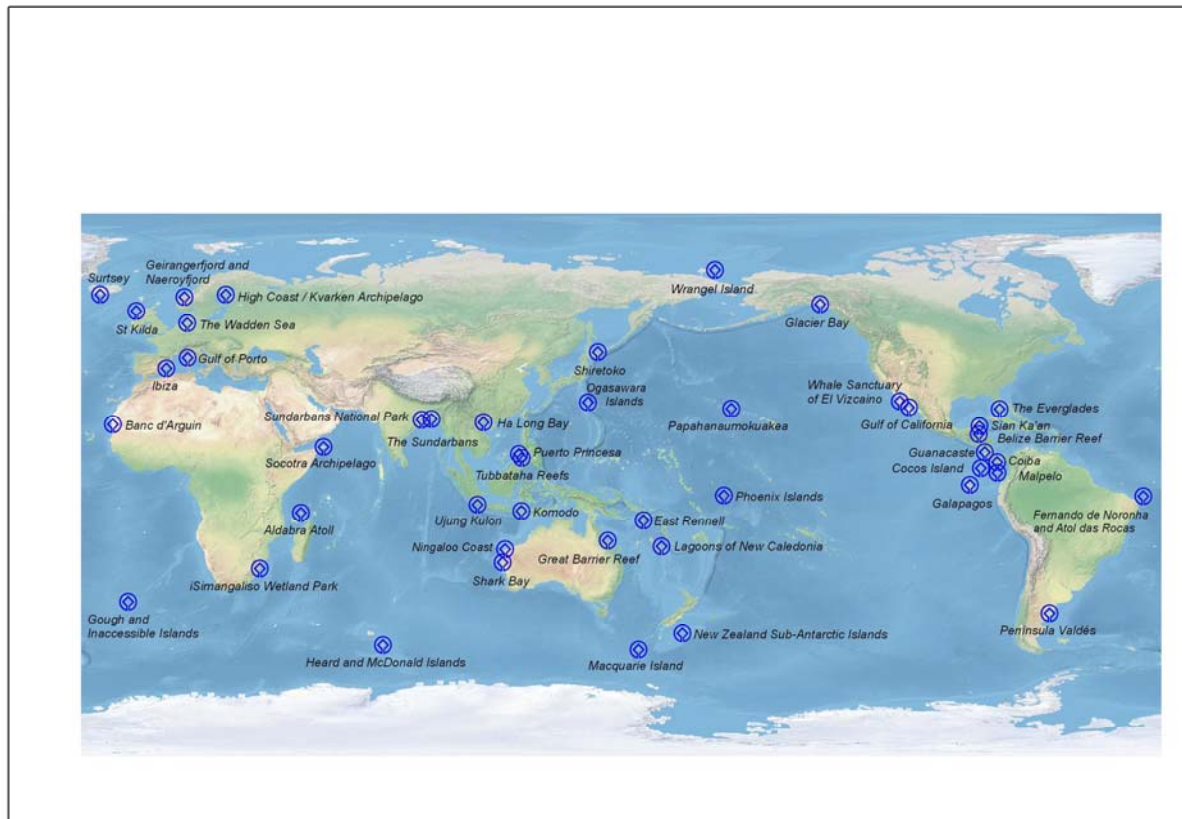 Geirangerfjord and
Naeroyfjord
Surtsey
High Coast / Kvarken Archipelago
Wrangel Island
St Kilda
The Wadden Sea
Glacier Bay
Gulf of Porto
Ibiza
Shiretoko
Ogasawara
Islands
Whale Sanctuary
of El Vizcaino
Banc d'Arguin
Sundarbans National Park
The Sundarbans
Ha Long Bay
Papahanaumokuakea
Gulf of California
The Everglades
Sian Ka'an
Belize Barrier Reef
Socotra Archipelago
Puerto Princesa
Tubbataha Reefs
Guanacaste
Cocos Island
Coiba
Malpelo
Galapagos
Ujung Kulon
Komodo
Phoenix Islands
Aldabra Atoll
East Rennell
Fernando de Noronha
and Atol das Rocas
Ningaloo Coast
Great Barrier Reef
Lagoons of New Caledonia
Shark Bay
iSimangaliso Wetland Park
Gough and
Inaccessible Islands
Heard and McDonald Islands
New Zealand Sub-Antarctic Islands
Macquarie Island
Península Valdés